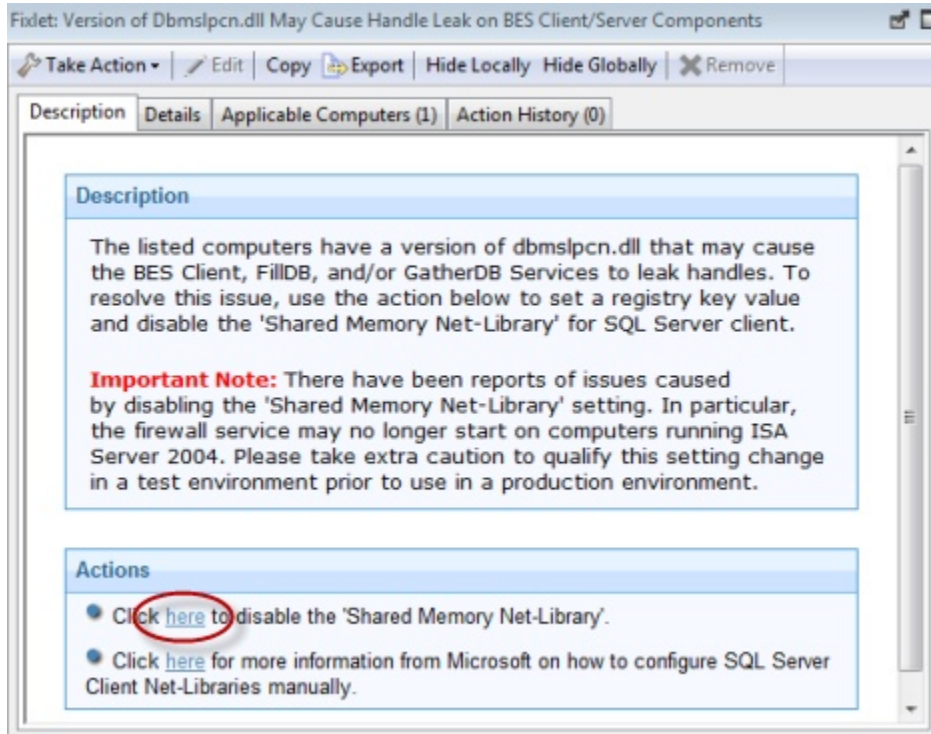 Fixlet: Version of Dbmslpcn.dll May Cause Handle Leak on BES Client/Server Components
Take Action Edit Copy Export Hide Locally Hide Globally Remove
Description Details Applicable Computers (1) Action History (0)
Description
The listed computers have a version of dbmslpcn.dll that may cause
the BES Client, FillDB, and/or GatherDB Services to leak handles. To
resolve this issue, use the action below to set a registry key value
and disable the 'Shared Memory Net-Library' for SQL Server client.
Important Note: There have been reports of issues caused
by disabling the 'Shared Memory Net-Library' setting. In particular,
the firewall service may no longer start on computers running ISA
Server 2004. Please take extra caution to qualify this setting change
in a test environment prior to use in a production environment.
Actions
Click here to disable the 'Shared Memory Net-Library'.
Click here for more information from Microsoft on how to configure SQL Server
Client Net-Libraries manually.